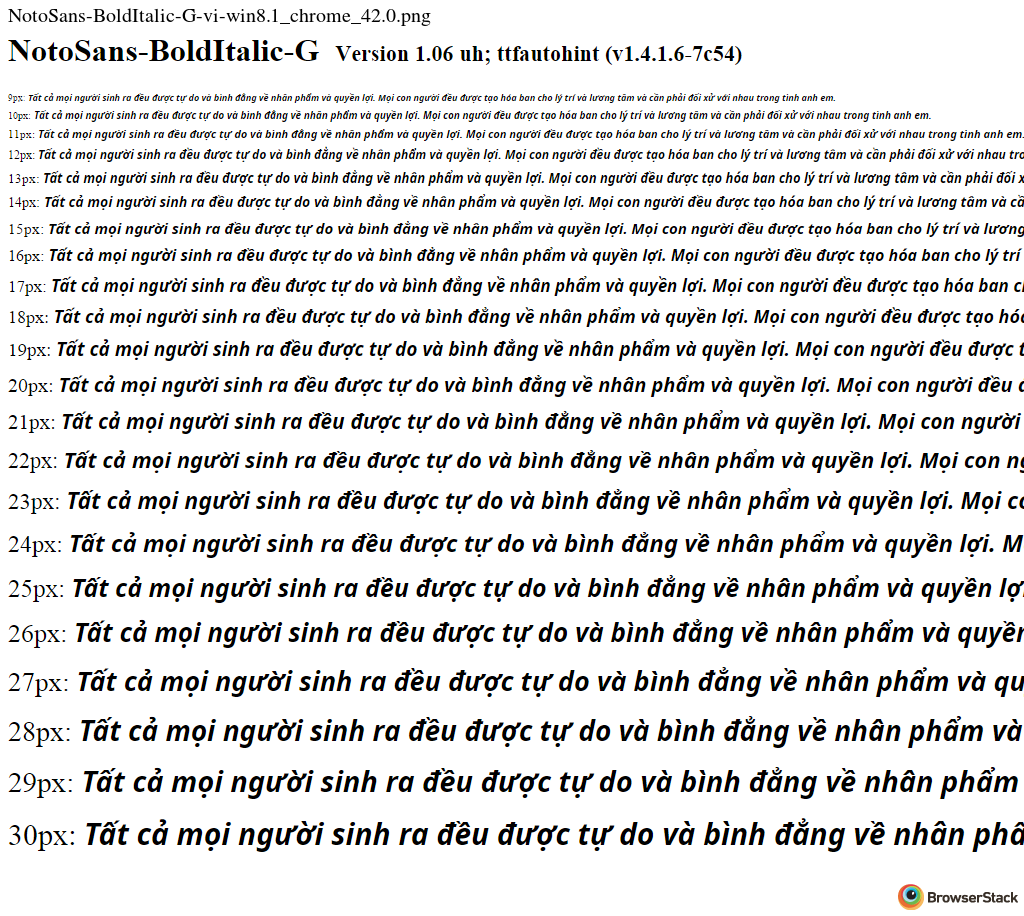 NotoSans-BoldItalic-G-vi-win8.1_chrome_42.0.png
NotoSans-BoldItalic-G Version 1.06 uh; ttfautohint (v1.4.1.6-7c54)
9px: Tất cả mọi người sinh ra đều được tự do và bình đẳng về nhân phẩm và quyền lợi. Mọi con người đều được tạo hóa ban cho lý trí và lương tâm và cần phải đối xử với nhau trong tình anh em.
10px: Tất cả mọi người sinh ra đều được tự do và bình đẳng về nhân phẩm và quyền lợi. Mọi con người đều được tạo hóa ban cho lý trí và lương tâm và cần phải đối xử với nhau trong tình anh em.
11px: Tất cả mọi người sinh ra đều được tự do và bình đẳng về nhân phẩm và quyền lợi. Mọi con người đều được tạo hóa ban cho lý trí và lương tâm và cần phải đối xử với nhau trong tình anh em.
12px: Tất cả mọi người sinh ra đều được tự do và bình đẳng về nhân phẩm và quyền lợi. Mọi con người đều được tạo hóa ban cho lý trí và lương tâm và cần phải đối xử với nhau tro
13px: Tất cả mọi người sinh ra đều được tự do và bình đẳng về nhân phẩm và quyền lợi. Mọi con người đều được tạo hóa ban cho lý trí và lương tâm và cần phải đối x
14px: Tất cả mọi người sinh ra đều được tự do và bình đẳng về nhân phẩm và quyền lợi. Mọi con người đều được tạo hóa ban cho lý trí và lương tâm và cầ
15px: Tất cả mọi người sinh ra đều được tự do và bình đẳng về nhân phẩm và quyền lợi. Mọi con người đều được tạo hóa ban cho lý trí và lương
16px: Tất cả mọi người sinh ra đều được tự do và bình đẳng về nhân phẩm và quyền lợi. Mọi con người đều được tạo hóa ban cho lý trí
17px: Tất cả mọi người sinh ra đều được tự do và bình đẳng về nhân phẩm và quyền lợi. Mọi con người đều được tạo hóa ban c
18px: Tất cả mọi người sinh ra đều được tự do và bình đẳng về nhân phẩm và quyền lợi. Mọi con người đều được tạo hó
19px: Tất cả mọi người sinh ra đều được tự do và bình đẳng về nhân phẩm và quyền lợi. Mọi con người đều được t
20px: Tất cả mọi người sinh ra đều được tự do và bình đẳng về nhân phẩm và quyền lợi. Mọi con người đều
21px: Tất cả mọi người sinh ra đều được tự do và bình đẳng về nhân phẩm và quyền lợi. Mọi con người
22px: Tất cả mọi người sinh ra đều được tự do và bình đẳng về nhân phẩm và quyền lợi. Mọi con n
23px: Tất cả mọi người sinh ra đều được tự do và bình đẳng về nhân phẩm và quyền lợi. Mọi c
24px: Tất cả mọi người sinh ra đều được tự do và bình đẳng về nhân phẩm và quyền lợi. M
25px: Tất cả mọi người sinh ra đều được tự do và bình đẳng về nhân phẩm và quyền lợ
26px: Tất cả mọi người sinh ra đều được tự do và bình đẳng về nhân phẩm và quyền
27px: Tất cả mọi người sinh ra đều được tự do và bình đẳng về nhân phẩm và qu
28px: Tất cả mọi người sinh ra đều được tự do và bình đẳng về nhân phẩm và
29px: Tất cả mọi người sinh ra đều được tự do và bình đẳng về nhân phẩm
30px: Tất cả mọi người sinh ra đều được tự do và bình đẳng về nhân phẩ
BrowserStack